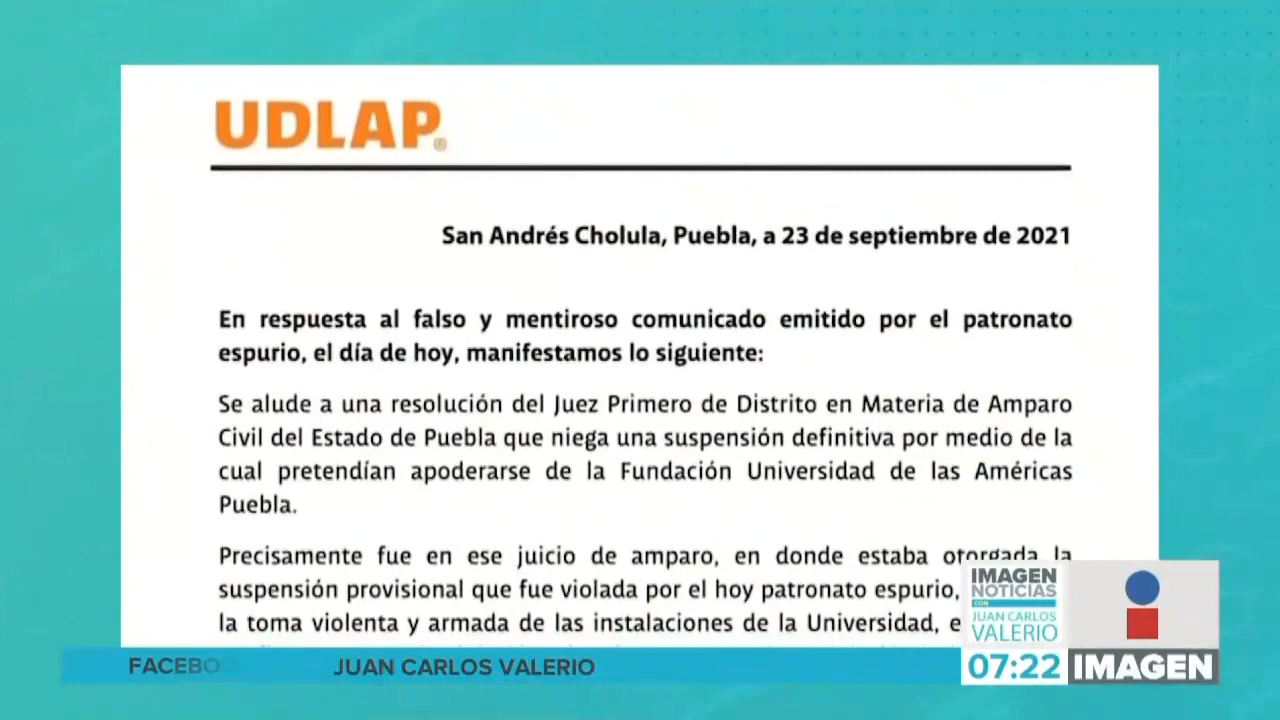 UDLAP®
San Andrés Cholula, Puebla, a 23 de septiembre de 2021
En respuesta al falso y mentiroso comunicado emitido por el patronato
espurio, el día de hoy, manifestamos lo siguiente:
Se alude a una resolución del Juez Primero de Distrito en Materia de Amparo
Civil del Estado de Puebla que niega una suspensión definitiva por medio de la
cual pretendían apoderarse de la Fundación Universidad de las Américas
Puebla.
Precisamente fue en ese juicio de amparo, en donde estaba otorgada la
suspensión provisional que fue violada por el hoy patronato espurio,
la toma violenta y armada de las instalaciones de la Universidad,
IMAGEN
NOTICIAS
CON
JUAN CARLOS
VALERIO
FACEBO JUAN CARLOS VALERIO
07:22 IMAGEN